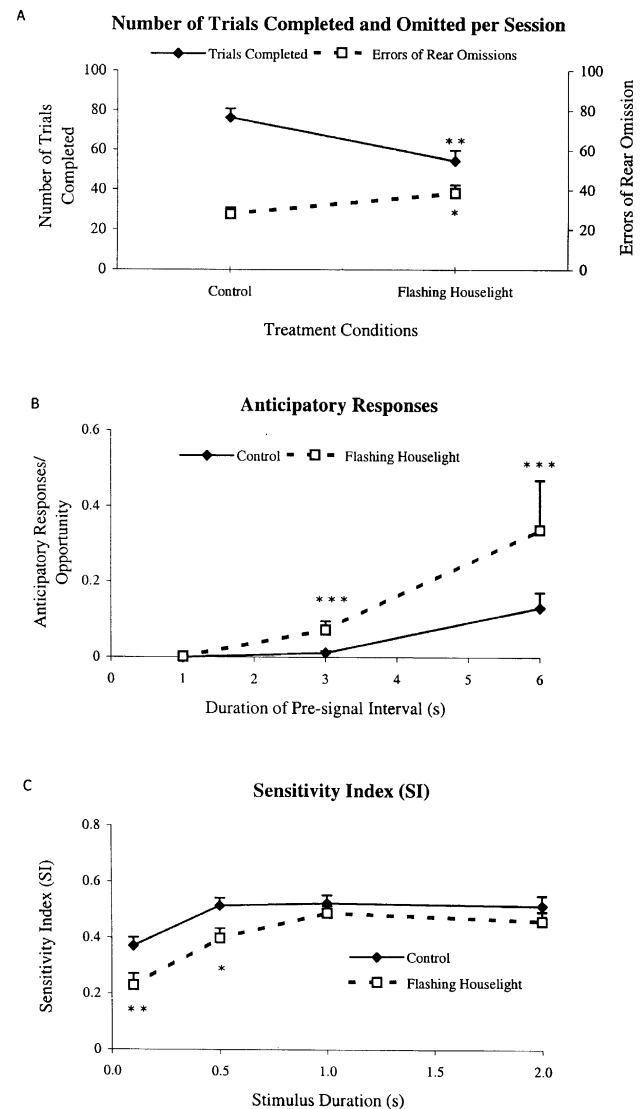 A
Number of Trials Completed and Omitted per Session
Trials Completed
Errors of Rear Omissions
Number of Trials
Completed
100
80
60
40
20
0
* *
*
100
80
60
40
20
0
Errors of Rear Omission
Control
Flashing Houselight
Treatment Conditions
B
Anticipatory Responses
Anticipatory Responses/
Opportunity
0.6
0.4
0.2
0
Control
Flashing Houselight
* * *
* * *
0 1 2 3 4 5 6
Duration of Pre-signal Interval (s)
C
Sensitivity Index (SI)
Sensitivity Index (SI)
0.8
0.6
0.4
0.2
0
Control
Flashing Houselight
* *
*
0.0 0.5 1.0 1.5 2.0
Stimulus Duration (s)